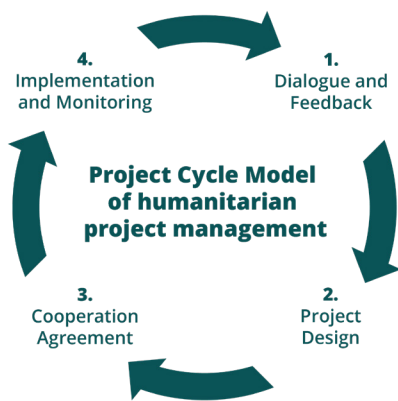 4.
Implementation
and Monitoring
1.
Dialogue and
Feedback
Project Cycle Model
of humanitarian
project management
3.
Cooperation
Agreement
2.
Project
Design